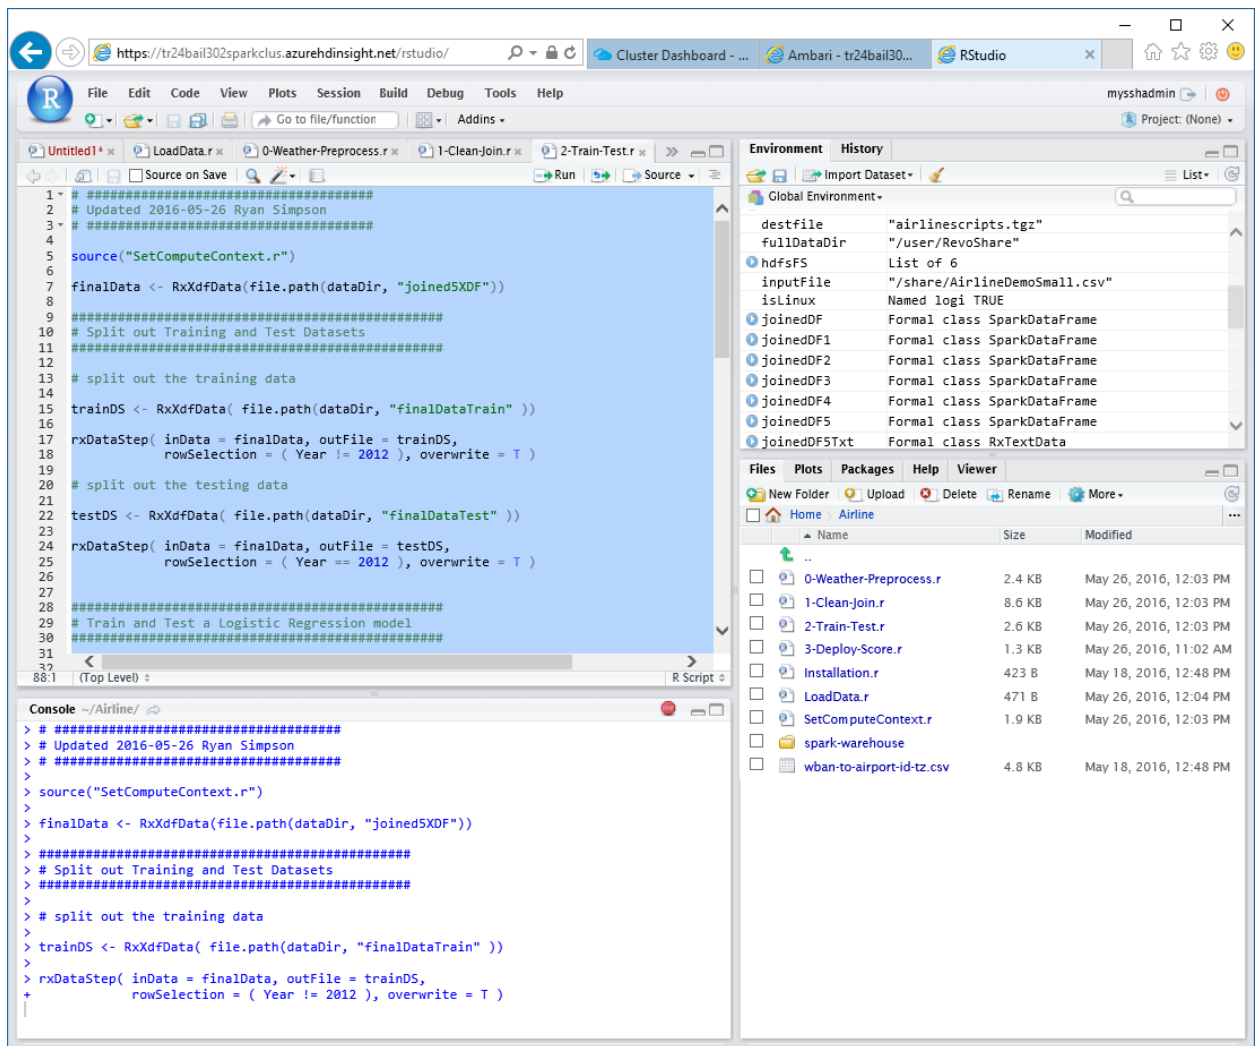 https://tr24bail302sparkclus.azurehdinsight.net/rstudio/
Cluster Dashboard - ...
Ambari - tr24bail30...
RStudio
File Edit Code View Plots Session Build Debug Tools Help
mysshadmin
Go to file/function
Addins
Project: (None)
Untitled1*
LoadData.r
0-Weather-Preprocess.r
1-Clean-Join.r
2-Train-Test.r
Source on Save
Run
Source
1 # #####################################
2 # Updated 2016-05-26 Ryan Simpson
3 # #####################################
4
5 source("SetComputeContext.r")
6
7 finalData <- RxXdfData(file.path(dataDir, "joined5XDF"))
8
9 ################################################
10 # Split out Training and Test Datasets
11 ################################################
12
13 # split out the training data
14
15 trainDS <- RxXdfData( file.path(dataDir, "finalDataTrain" ))
16
17 rxDataStep( inData = finalData, outFile = trainDS,
18 rowSelection = ( Year != 2012 ), overwrite = T )
19
20 # split out the testing data
21
22 testDS <- RxXdfData( file.path(dataDir, "finalDataTest" ))
23
24 rxDataStep( inData = finalData, outFile = testDS,
25 rowSelection = ( Year == 2012 ), overwrite = T )
26
27
28 ################################################
29 # Train and Test a Logistic Regression model
30 ################################################
31
32
88:1 (Top Level) R Script
Console ~/Airline/
> # #####################################
> # Updated 2016-05-26 Ryan Simpson
> # #####################################
>
> source("SetComputeContext.r")
>
> finalData <- RxXdfData(file.path(dataDir, "joined5XDF"))
>
> ################################################
> # Split out Training and Test Datasets
> ################################################
>
> # split out the training data
>
> trainDS <- RxXdfData( file.path(dataDir, "finalDataTrain" ))
>
> rxDataStep( inData = finalData, outFile = trainDS,
+ rowSelection = ( Year != 2012 ), overwrite = T )
Environment History
Import Dataset
List
Global Environment
destfile "airlinescripts.tgz"
fullDataDir "/user/RevoShare"
hdfsFS List of 6
inputFile "/share/AirlineDemoSmall.csv"
isLinux Named logi TRUE
joinedDF Formal class SparkDataFrame
joinedDF1 Formal class SparkDataFrame
joinedDF2 Formal class SparkDataFrame
joinedDF3 Formal class SparkDataFrame
joinedDF4 Formal class SparkDataFrame
joinedDF5 Formal class SparkDataFrame
joinedDF5Txt Formal class RxTextData
Files Plots Packages Help Viewer
New Folder Upload Delete Rename More
Home Airline ...
Name Size Modified
..
0-Weather-Preprocess.r 2.4 KB May 26, 2016, 12:03 PM
1-Clean-Join.r 8.6 KB May 26, 2016, 12:03 PM
2-Train-Test.r 2.6 KB May 26, 2016, 12:03 PM
3-Deploy-Score.r 1.3 KB May 26, 2016, 11:02 AM
Installation.r 423 B May 18, 2016, 12:48 PM
LoadData.r 471 B May 26, 2016, 12:04 PM
SetComputeContext.r 1.9 KB May 26, 2016, 12:03 PM
spark-warehouse
wban-to-airport-id-tz.csv 4.8 KB May 18, 2016, 12:48 PM